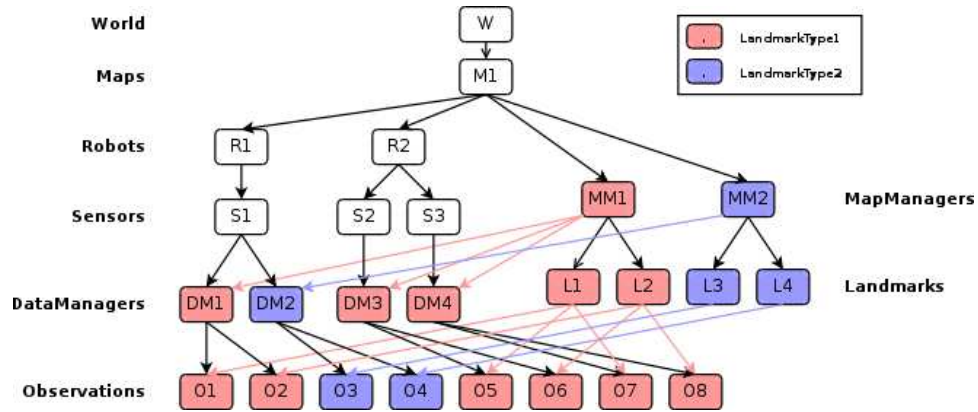 World
W
LandmarkType1
LandmarkType2
Maps
M1
Robots
R1
R2
Sensors
S1
S2
S3
MM1
MM2
MapManagers
DataManagers
DM1
DM2
DM3
DM4
L1
L2
L3
L4
Landmarks
Observations
O1
O2
O3
O4
O5
O6
O7
O8